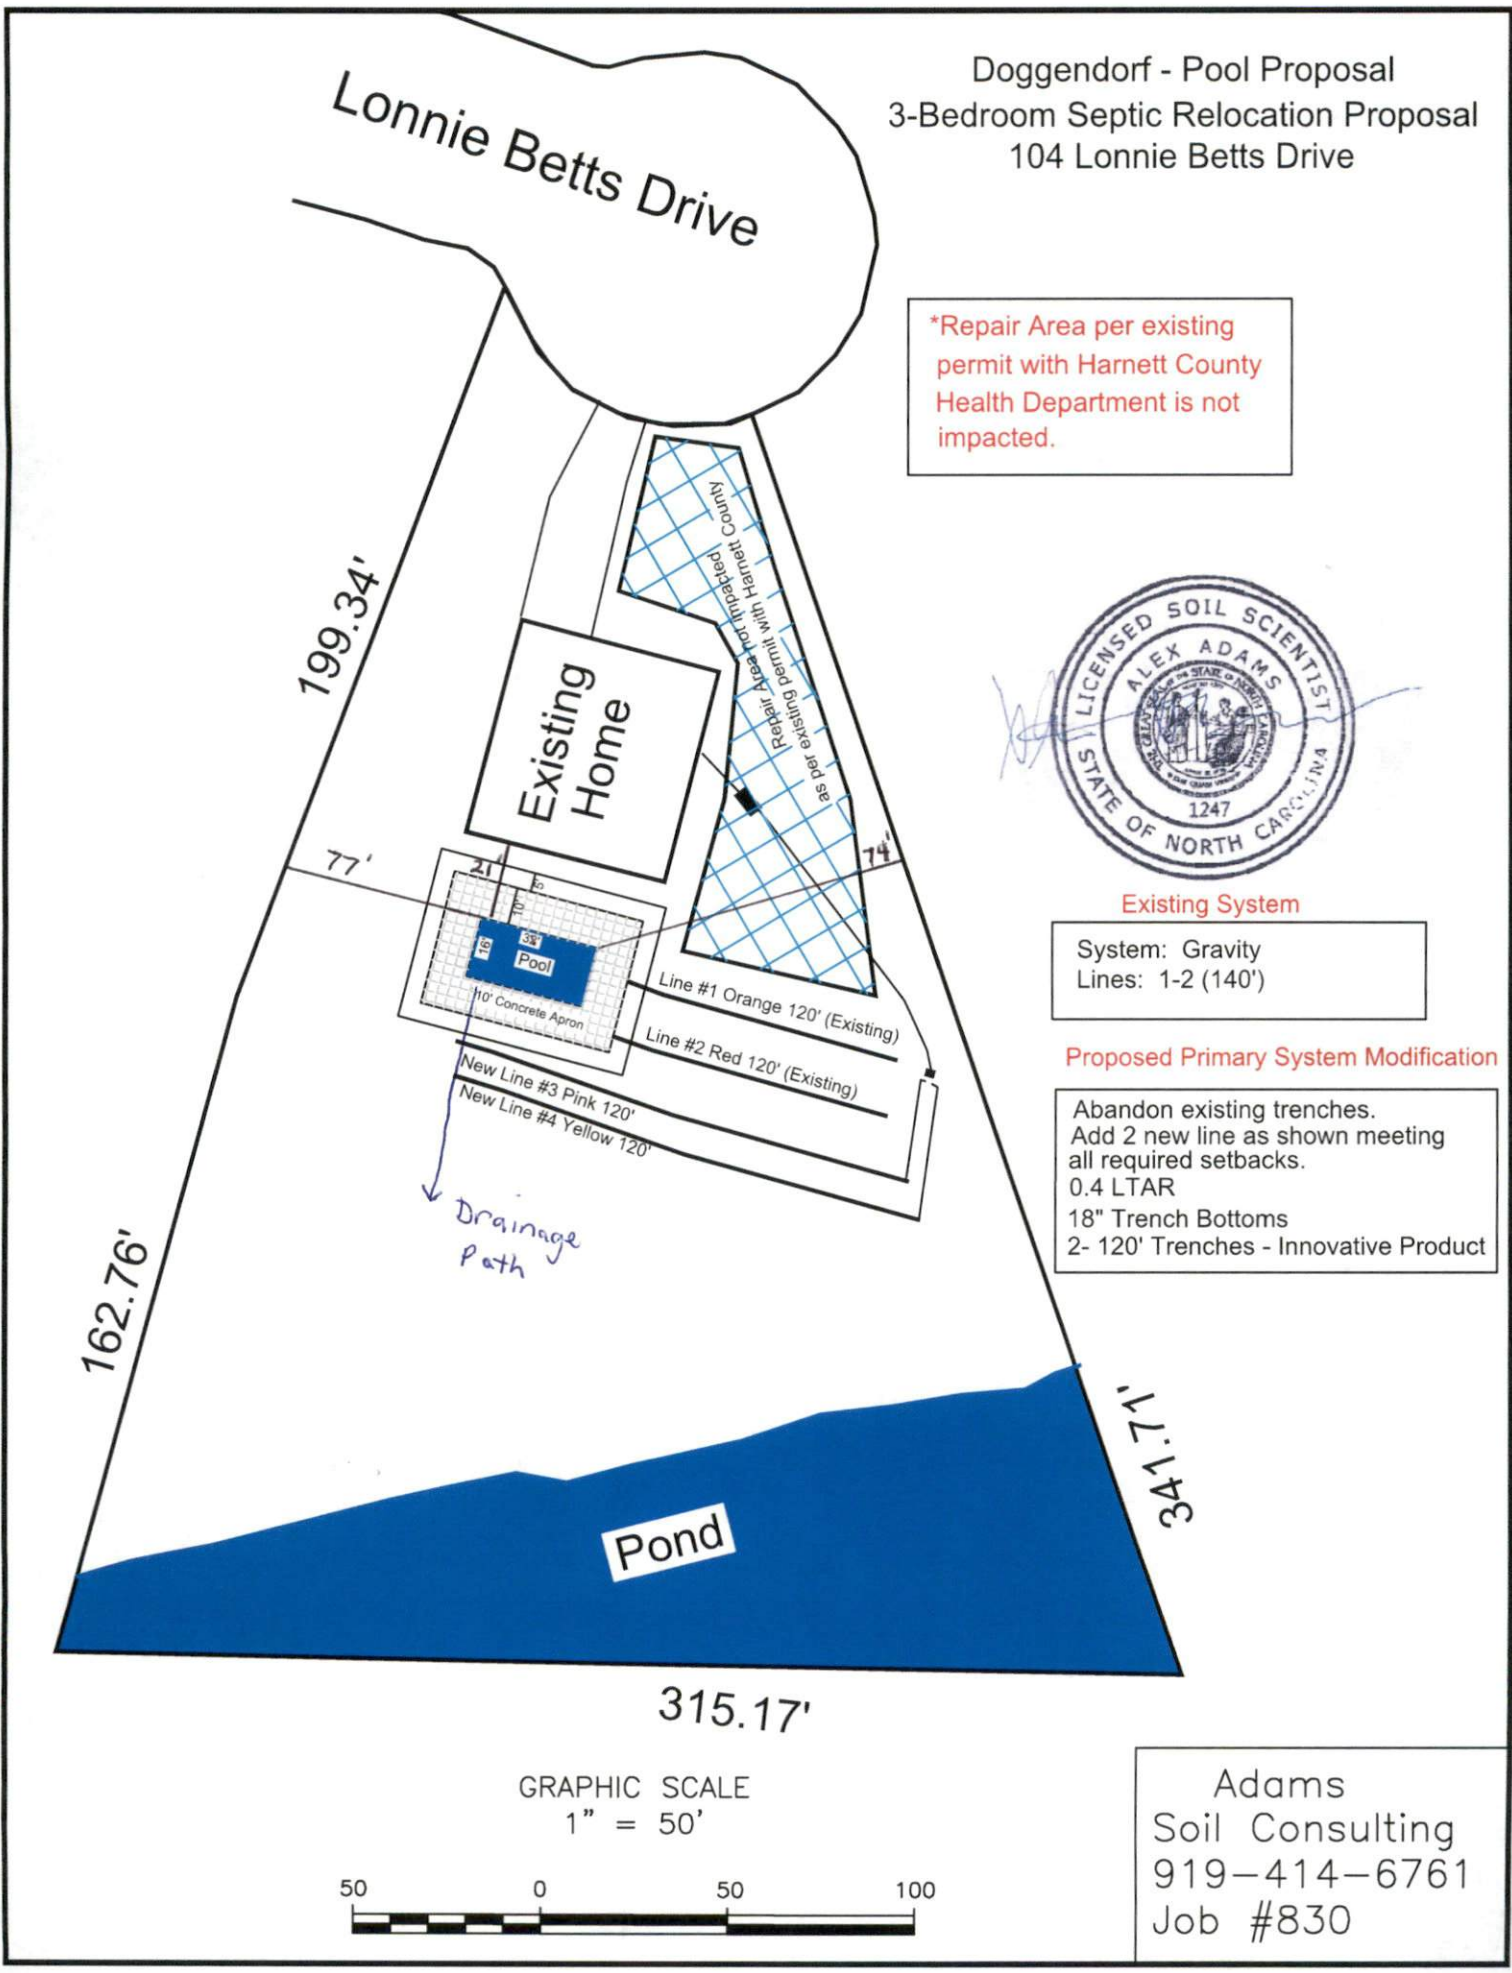 Doggendorf - Pool Proposal
3-Bedroom Septic Relocation Proposal
104 Lonnie Betts Drive
Lonnie Betts Drive
*Repair Area per existing
permit with Harnett County
Health Department is not
impacted.
Repair Area not impacted
as per existing permit with Harnett County
199.34'
Existing
Home
LICENSED SOIL SCIENTIST
ALEX ADAMS
1247
STATE OF NORTH CAROLINA
77'
21'
74'
5'
10'
32'
16'
Pool
10' Concrete Apron
Existing System
System: Gravity
Lines: 1-2 (140')
Line #1 Orange 120' (Existing)
Line #2 Red 120' (Existing)
New Line #3 Pink 120'
New Line #4 Yellow 120'
Proposed Primary System Modification
Abandon existing trenches.
Add 2 new line as shown meeting
all required setbacks.
0.4 LTAR
18" Trench Bottoms
2- 120' Trenches - Innovative Product
Drainage
Path
162.76'
341.71'
Pond
315.17'
GRAPHIC SCALE
1" = 50'
50 0 50 100
Adams
Soil Consulting
919-414-6761
Job #830